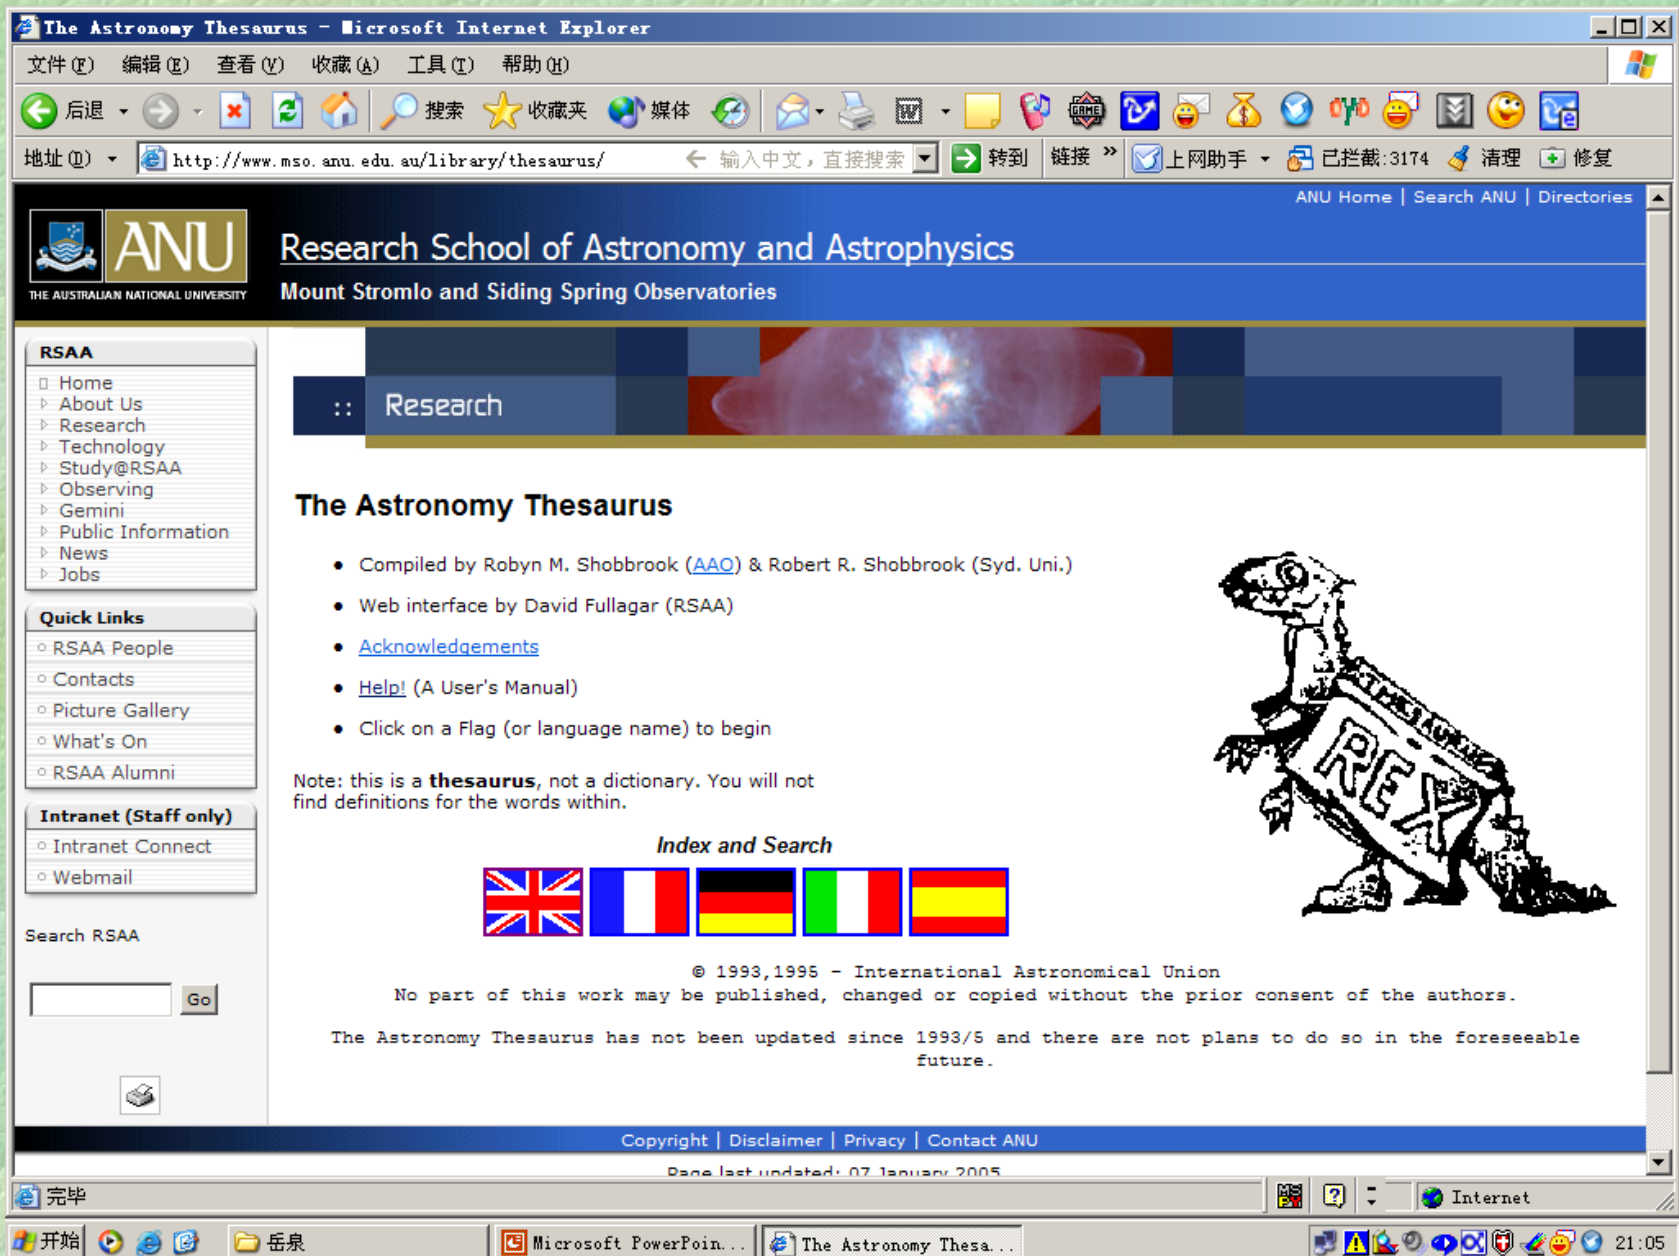 The Astronomy Thesaurus - Microsoft Internet Explorer
文件(F) 编辑(E) 查看(V) 收藏(A) 工具(T) 帮助(H)
后退 搜索 收藏夹 媒体
地址(D) http://www.mso.anu.edu.au/library/thesaurus/ ← 输入中文，直接搜索 转到 链接 » 上网助手 已拦截:3174 清理 修复
ANU Home | Search ANU | Directories
ANU
THE AUSTRALIAN NATIONAL UNIVERSITY
Research School of Astronomy and Astrophysics
Mount Stromlo and Siding Spring Observatories
RSAA
Home
About Us
Research
Technology
Study@RSAA
Observing
Gemini
Public Information
News
Jobs
Quick Links
RSAA People
Contacts
Picture Gallery
What's On
RSAA Alumni
Intranet (Staff only)
Intranet Connect
Webmail
Search RSAA
Go
:: Research
The Astronomy Thesaurus
• Compiled by Robyn M. Shobbrook (AAO) & Robert R. Shobbrook (Syd. Uni.)
• Web interface by David Fullagar (RSAA)
• Acknowledgements
• Help! (A User's Manual)
• Click on a Flag (or language name) to begin
Note: this is a thesaurus, not a dictionary. You will not
find definitions for the words within.
REX
Index and Search
© 1993,1995 - International Astronomical Union
No part of this work may be published, changed or copied without the prior consent of the authors.
The Astronomy Thesaurus has not been updated since 1993/5 and there are not plans to do so in the foreseeable
future.
Copyright | Disclaimer | Privacy | Contact ANU
Page last updated: 07 January 2005
完毕 Internet
开始 岳泉 Microsoft PowerPoin... The Astronomy Thesa... 21:05